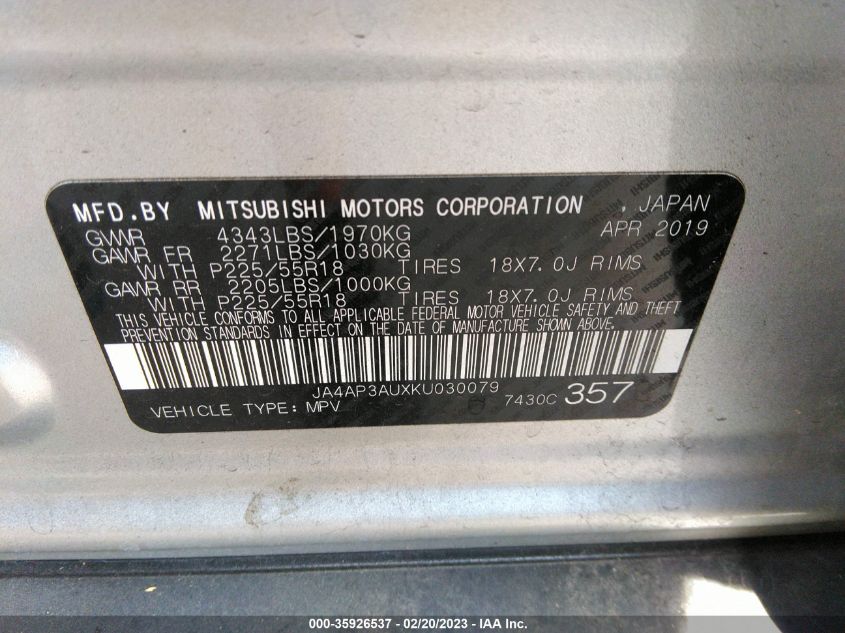 MFD.BY MITSUBISHI MOTORS CORPORATION , JAPAN
GVWR 4343LBS/1970KG APR 2019
GAWR FR 2271LBS/1030KG
WITH P225/55R18 TIRES 18X7.0J RIMS
GAWR RR 2205LBS/1000KG
WITH P225/55R18 TIRES 18X7.0J RIMS
THIS VEHICLE CONFORMS TO ALL APPLICABLE FEDERAL MOTOR VEHICLE SAFETY AND THEFT
PREVENTION STANDARDS IN EFFECT ON THE DATE OF MANUFACTURE SHOWN ABOVE.
JA4AP3AUXKU030079
VEHICLE TYPE: MPV 7430C 357
000-35926537 — 02/20/2023 — IAA Inc.